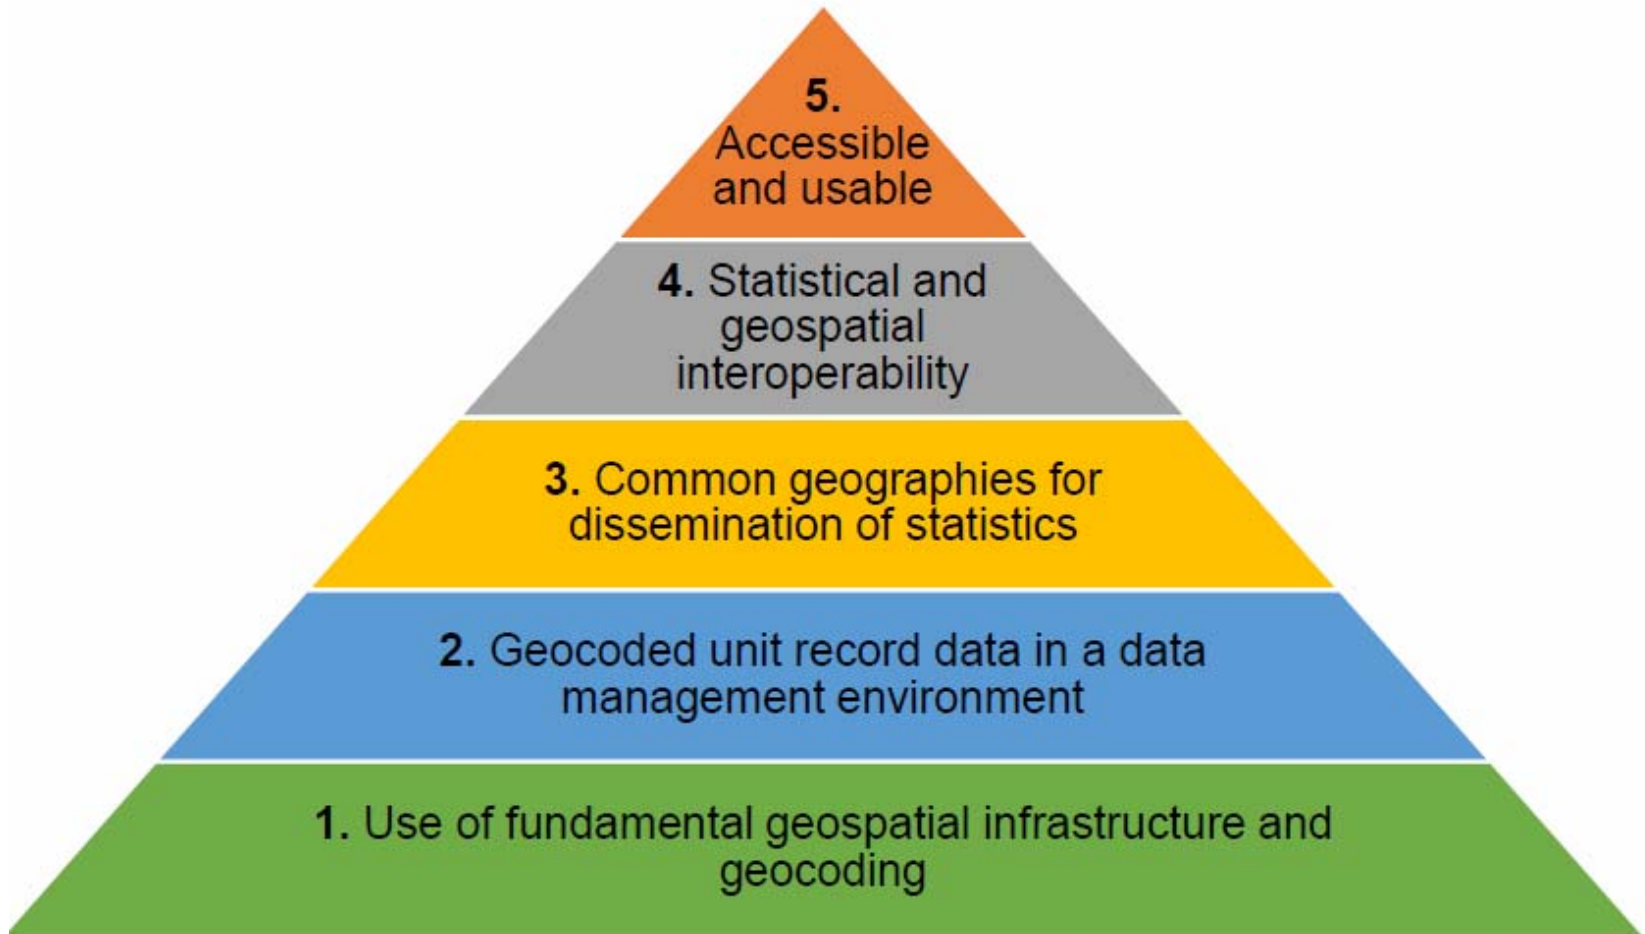 5.
Accessible
and usable
4. Statistical and
geospatial
interoperability
3. Common geographies for
dissemination of statistics
2. Geocoded unit record data in a data
management environment
1. Use of fundamental geospatial infrastructure and
geocoding